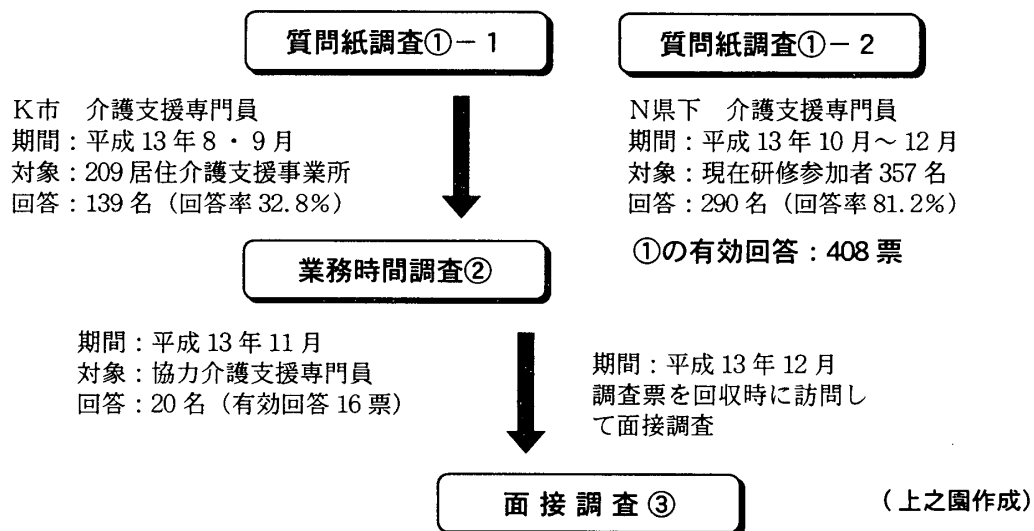 質問紙調査①－1
質問紙調査①－2
K市　介護支援専門員
期間：平成13年8・9月
対象：209居住介護支援事業所
回答：139名（回答率32.8%）
N県下　介護支援専門員
期間：平成13年10月～12月
対象：現在研修参加者357名
回答：290名（回答率81.2%）
①の有効回答：408票
業務時間調査②
期間：平成13年11月
対象：協力介護支援専門員
回答：20名（有効回答16票）
期間：平成13年12月
調査票を回収時に訪問し
て面接調査
面接調査③
（上之園作成）